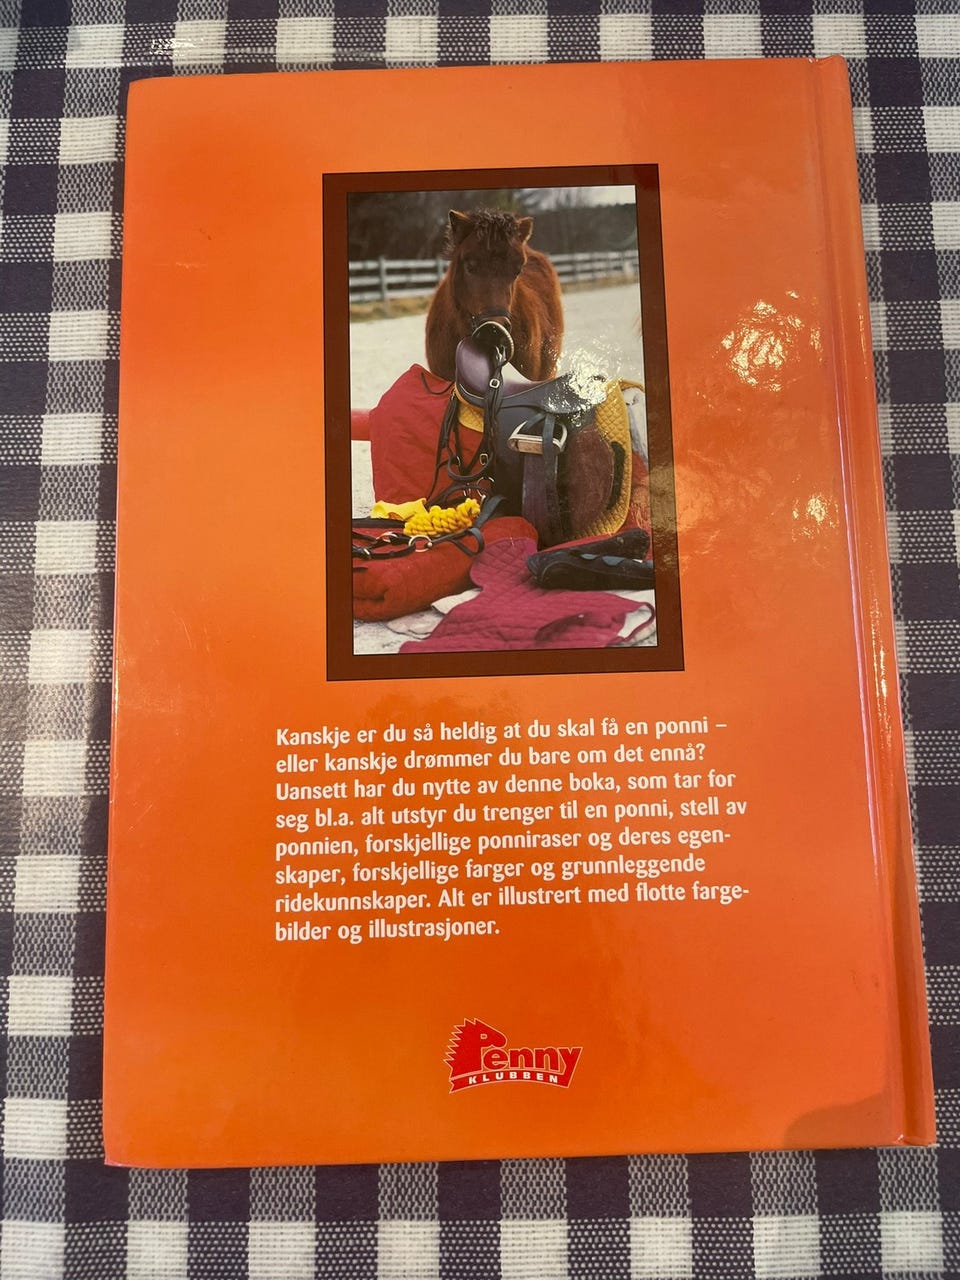 Kanskje er du så heldig at du skal få en ponni –
eller kanskje drømmer du bare om det ennå?
Uansett har du nytte av denne boka, som tar for
seg bl.a. alt utstyr du trenger til en ponni, stell av
ponnien, forskjellige ponniraser og deres egen-
skaper, forskjellige farger og grunnleggende
ridekunnskaper. Alt er illustrert med flotte farge-
bilder og illustrasjoner.
Penny
KLUBBEN